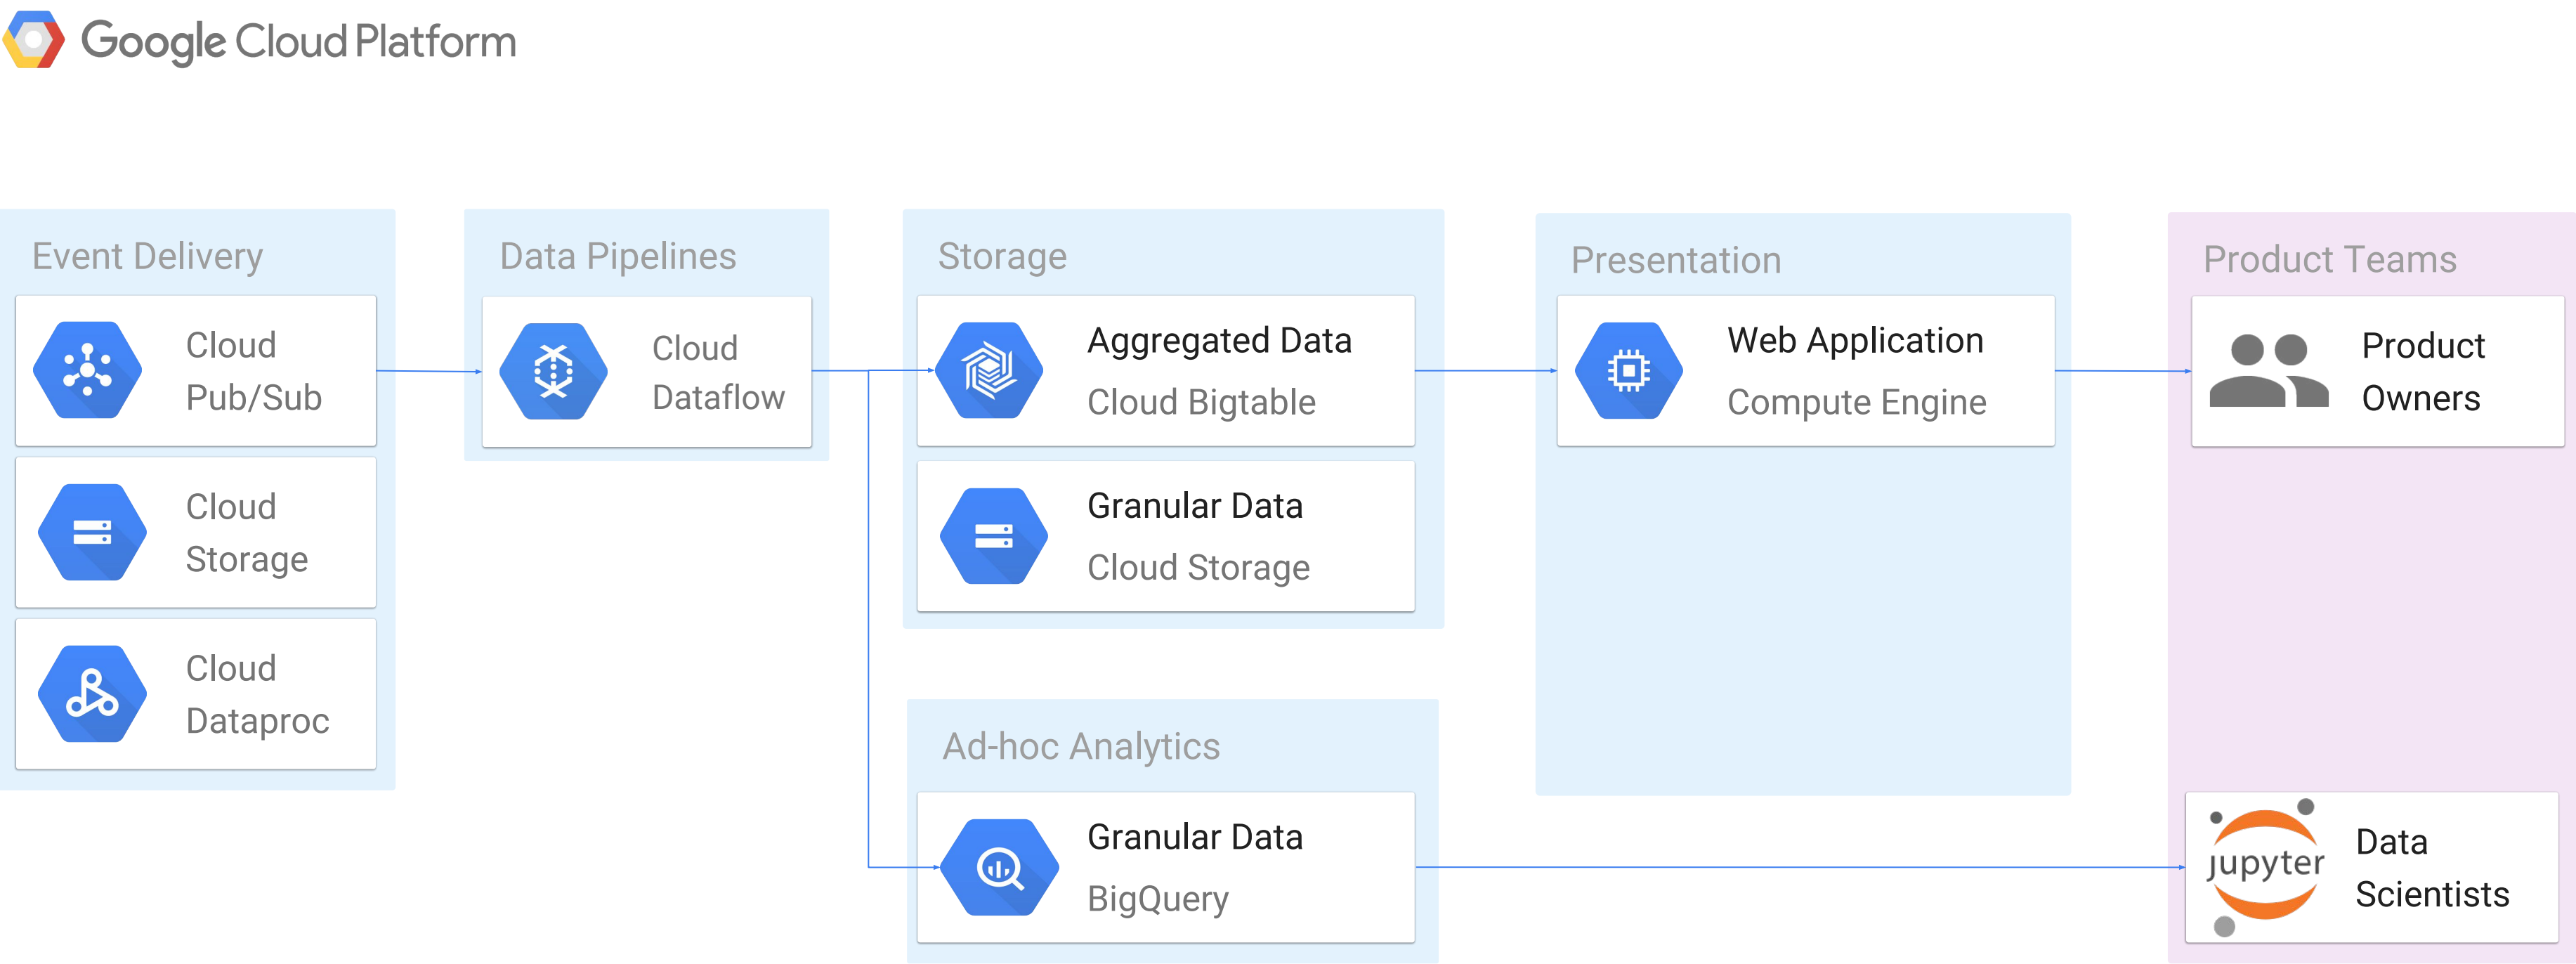 Google Cloud Platform
Event Delivery
Cloud
Pub/Sub
Cloud
Storage
Cloud
Dataproc
Data Pipelines
Cloud
Dataflow
Storage
Aggregated Data
Cloud Bigtable
Granular Data
Cloud Storage
Ad-hoc Analytics
Granular Data
BigQuery
Presentation
Web Application
Compute Engine
Product Teams
Product
Owners
jupyter
Data
Scientists